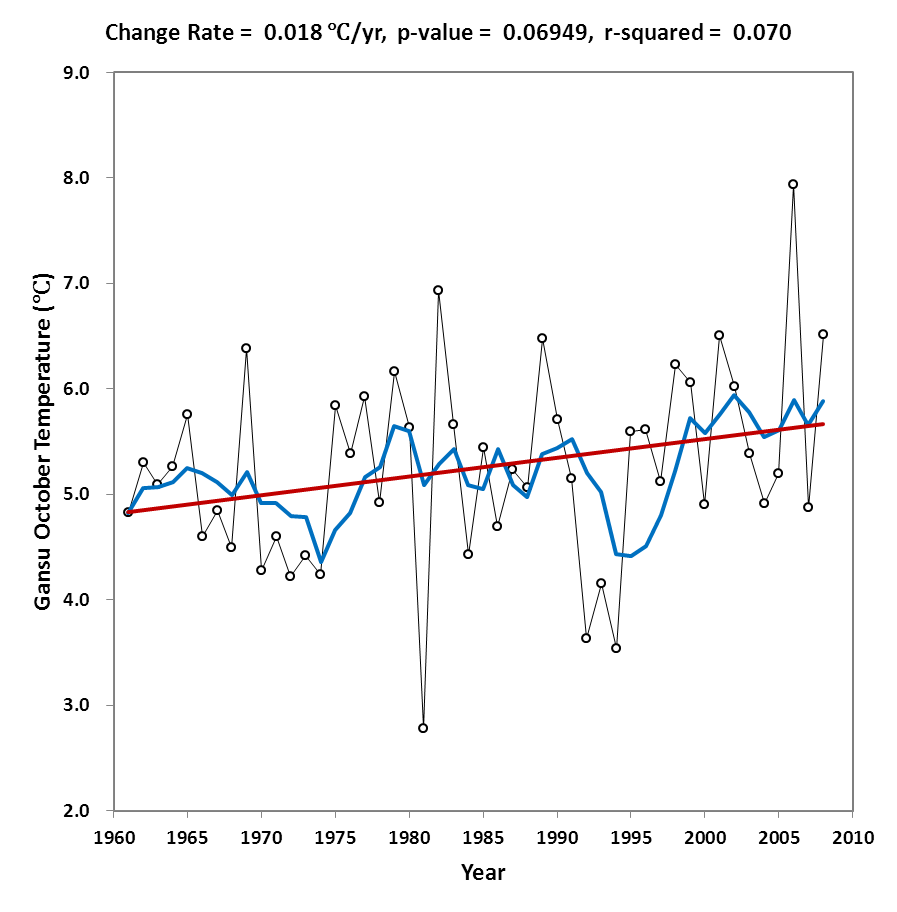 Change Rate = 0.018 ℃/yr, p-value = 0.06949, r-squared = 0.070
9.0
8.0
7.0
6.0
5.0
4.0
3.0
2.0
Gansu October Temperature (℃)
1960 1965 1970 1975 1980 1985 1990 1995 2000 2005 2010
Year